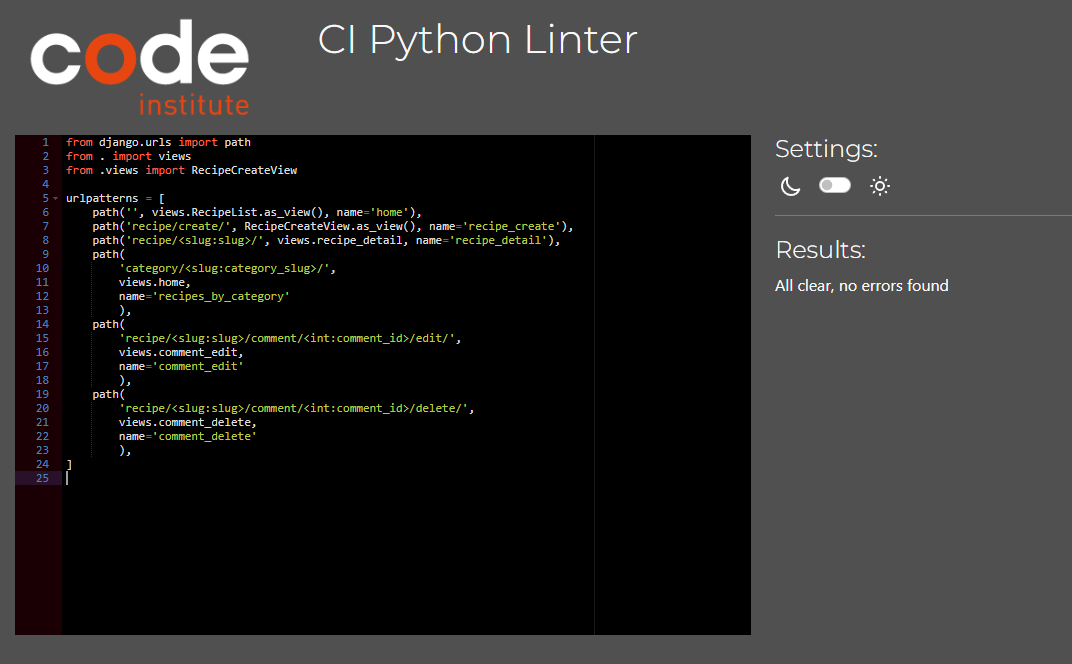 code
institute
CI Python Linter
1 from django.urls import path
2 from . import views
3 from .views import RecipeCreateView
4
5 urlpatterns = [
6     path('', views.RecipeList.as_view(), name='home'),
7     path('recipe/create/', RecipeCreateView.as_view(), name='recipe_create'),
8     path('recipe/<slug:slug>/', views.recipe_detail, name='recipe_detail'),
9     path(
10         'category/<slug:category_slug>/',
11         views.home,
12         name='recipes_by_category'
13         ),
14     path(
15         'recipe/<slug:slug>/comment/<int:comment_id>/edit/',
16         views.comment_edit,
17         name='comment_edit'
18         ),
19     path(
20         'recipe/<slug:slug>/comment/<int:comment_id>/delete/',
21         views.comment_delete,
22         name='comment_delete'
23         ),
24 ]
25
Settings:
Results:
All clear, no errors found